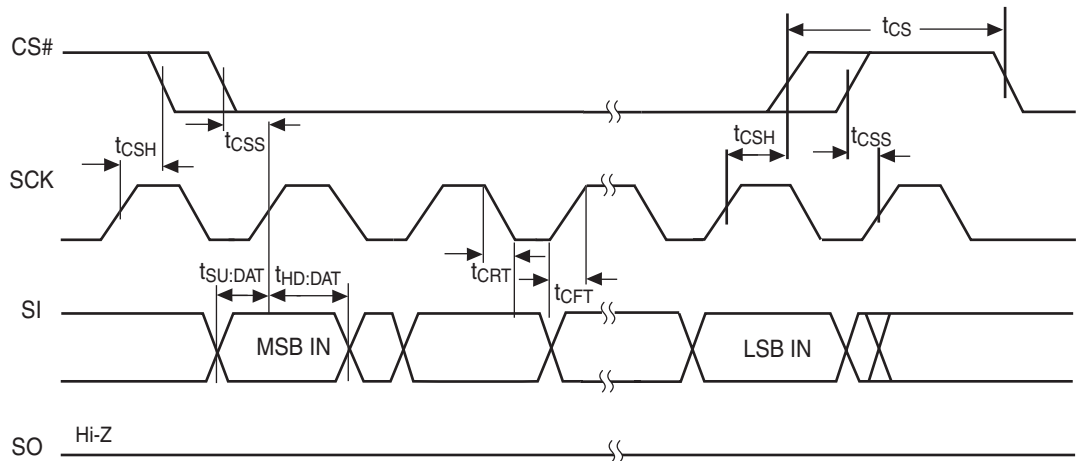 CS#
tCS
tCSH
tCSS
tCSH
tCSS
SCK
tSU:DAT
tHD:DAT
tCRT
tCFT
SI
MSB IN
LSB IN
SO
Hi-Z